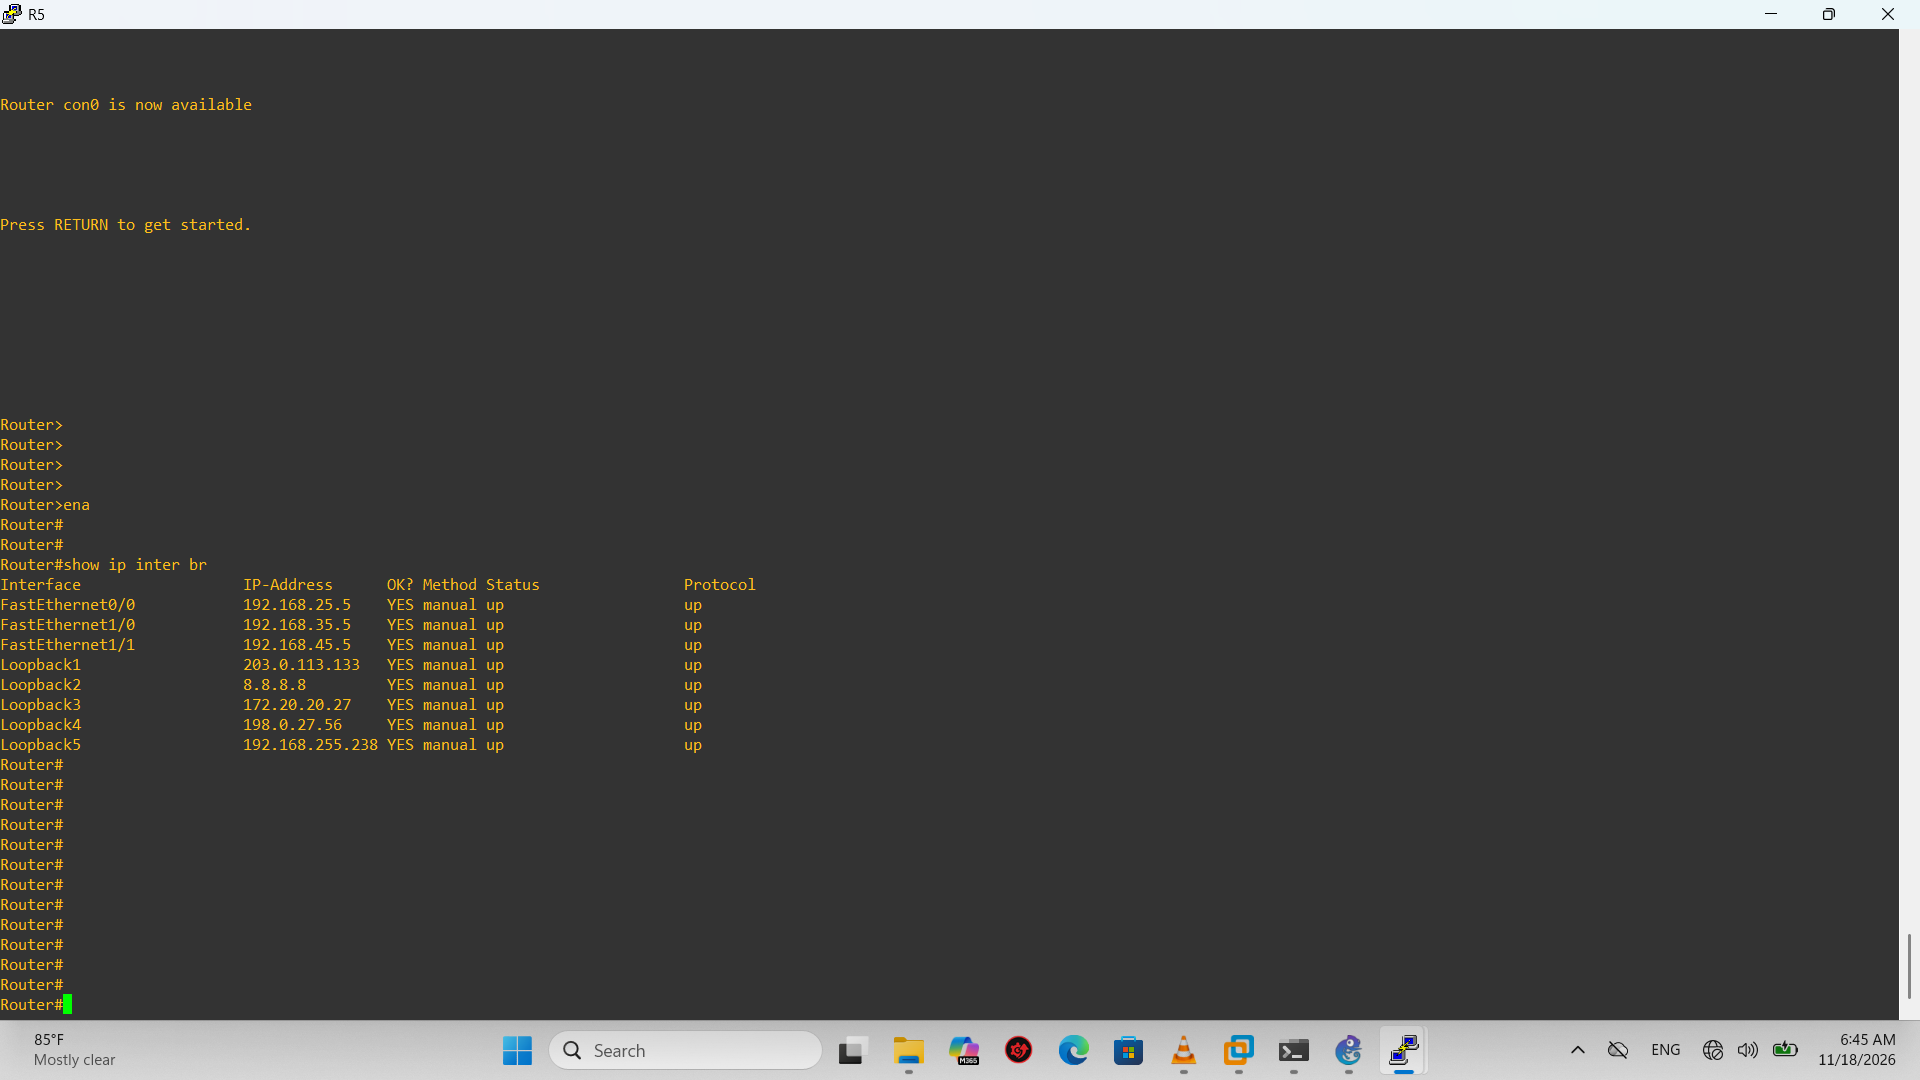 R5
Router con0 is now available
Press RETURN to get started.
Router>
Router>
Router>
Router>
Router>ena
Router#
Router#
Router#show ip inter br
Interface                  IP-Address      OK? Method Status                Protocol
FastEthernet0/0            192.168.25.5    YES manual up                    up
FastEthernet1/0            192.168.35.5    YES manual up                    up
FastEthernet1/1            192.168.45.5    YES manual up                    up
Loopback1                  203.0.113.133   YES manual up                    up
Loopback2                  8.8.8.8         YES manual up                    up
Loopback3                  172.20.20.27    YES manual up                    up
Loopback4                  198.0.27.56     YES manual up                    up
Loopback5                  192.168.255.238 YES manual up                    up
Router#
Router#
Router#
Router#
Router#
Router#
Router#
Router#
Router#
Router#
Router#
Router#
Router#
85°F
Mostly clear
Search
M365
ENG
6:45 AM
11/18/2026